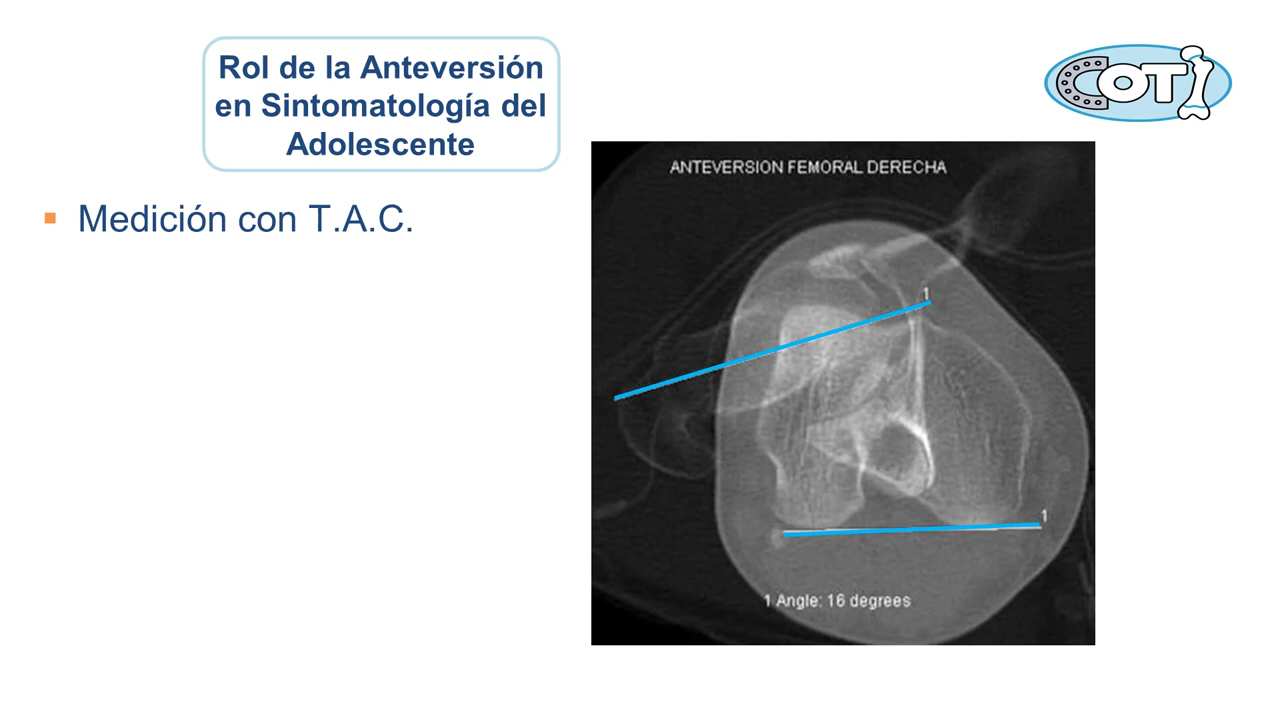 Rol de la Anteversión
en Sintomatología del
Adolescente
COTI
▪ Medición con T.A.C.
ANTEVERSION FEMORAL DERECHA
1
1
1 Angle: 16 degrees